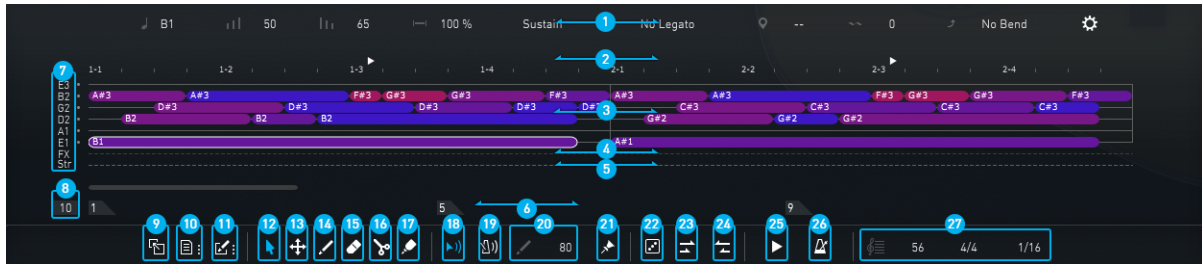 B1 50 65 100 % Sustain 1 No Legato -- 0 No Bend
7 2
1-1 1-2 1-3 1-4 2-1 2-2 2-3 2-4
E3
B2 A#3 A#3 F#3 G#3 G#3 F#3 A#3 A#3 F#3 G#3 G#3 F#3
G2 D#3 D#3 D#3 D#3 D#3 3 C#3 C#3 C#3 C#3
D2 B2 B2 B2 G#2 G#2 G#2
A1
E1 B1 A#1
FX 4
Str 5
8
10 1 5 6 9
9 10 11 12 13 14 15 16 17 18 19 20 21 22 23 24 25 26 27
80 56 4/4 1/16